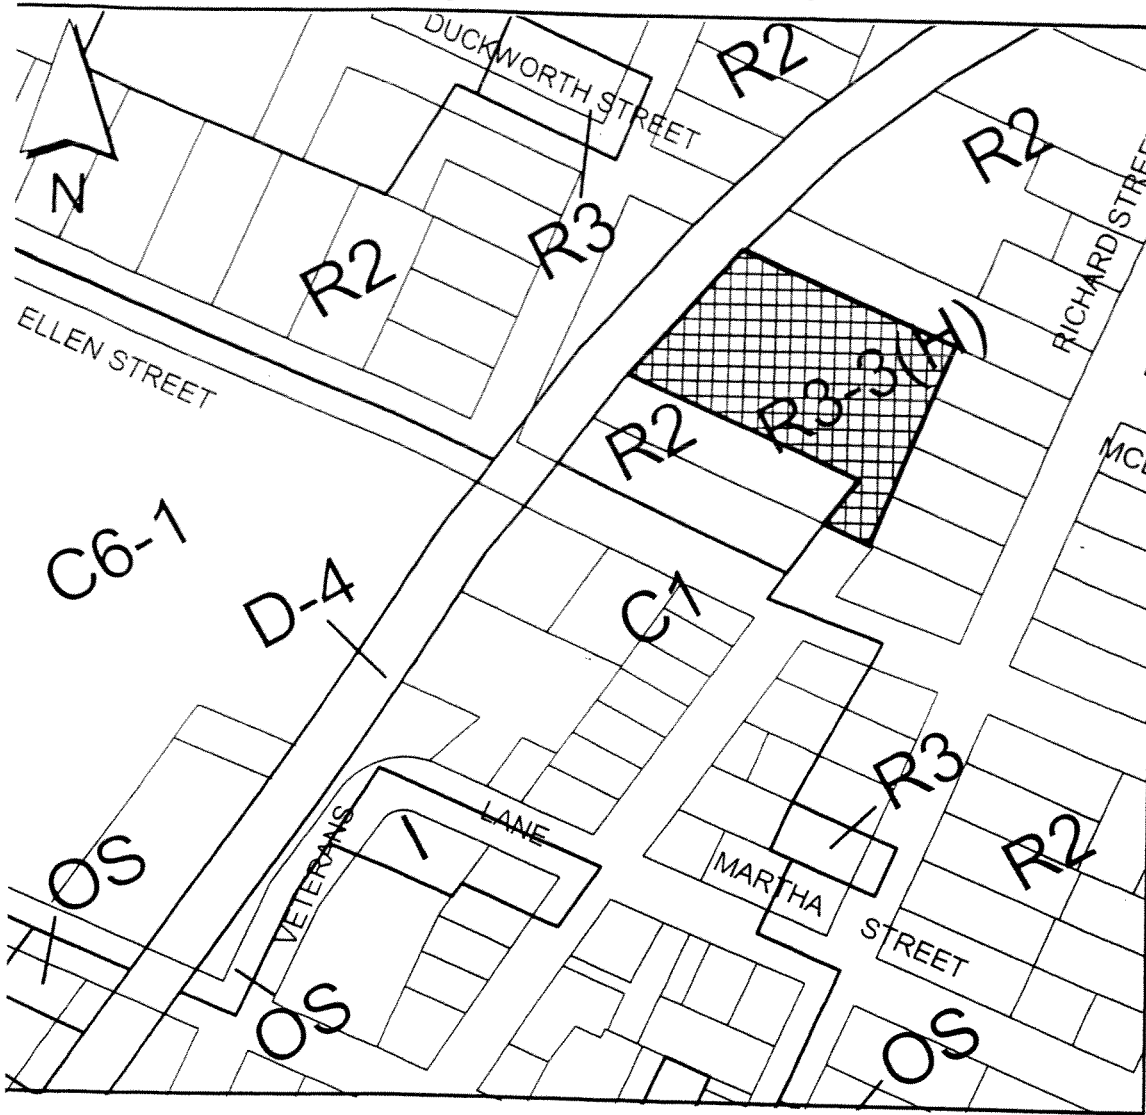 DUCKWORTH STREET
R2
R2
N
R3
R2
RICHARD
ELLEN STREET
R3-3(H)
R2
C6-1
D-4
C1
R3
LANE
VETERANS
I
R2
OS
MARTHA
STREET
OS
OS